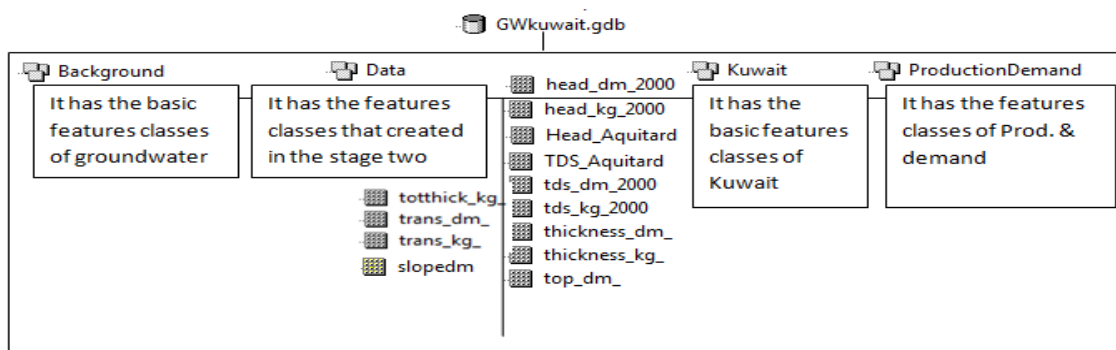 GWkuwait.gdb
Background
It has the basic
features classes
of groundwater
Data
It has the features
classes that created
in the stage two
totthick_kg_
trans_dm_
trans_kg_
slopedm
head_dm_2000
head_kg_2000
Head_Aquitard
TDS_Aquitard
tds_dm_2000
tds_kg_2000
thickness_dm_
thickness_kg_
top_dm_
Kuwait
It has the
basic features
classes of
Kuwait
ProductionDemand
It has the features
classes of Prod. &
demand